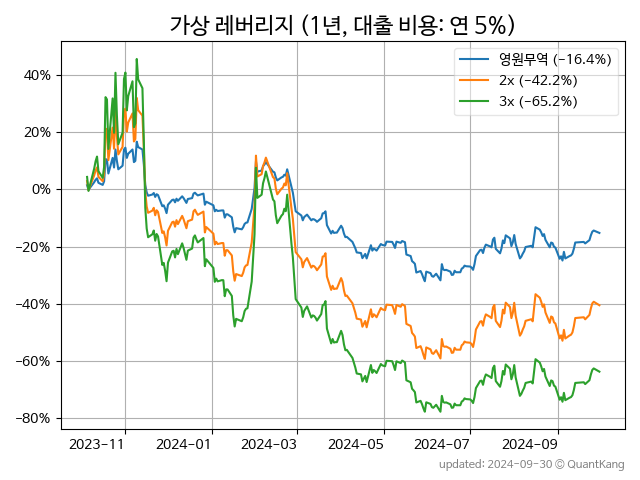 가상 레버리지 (1년, 대출 비용: 연 5%)
영원무역 (-16.4%)
2x (-42.2%)
3x (-65.2%)
40%
20%
0%
-20%
-40%
-60%
-80%
2023-11 2024-01 2024-03 2024-05 2024-07 2024-09
updated: 2024-09-30 © QuantKang